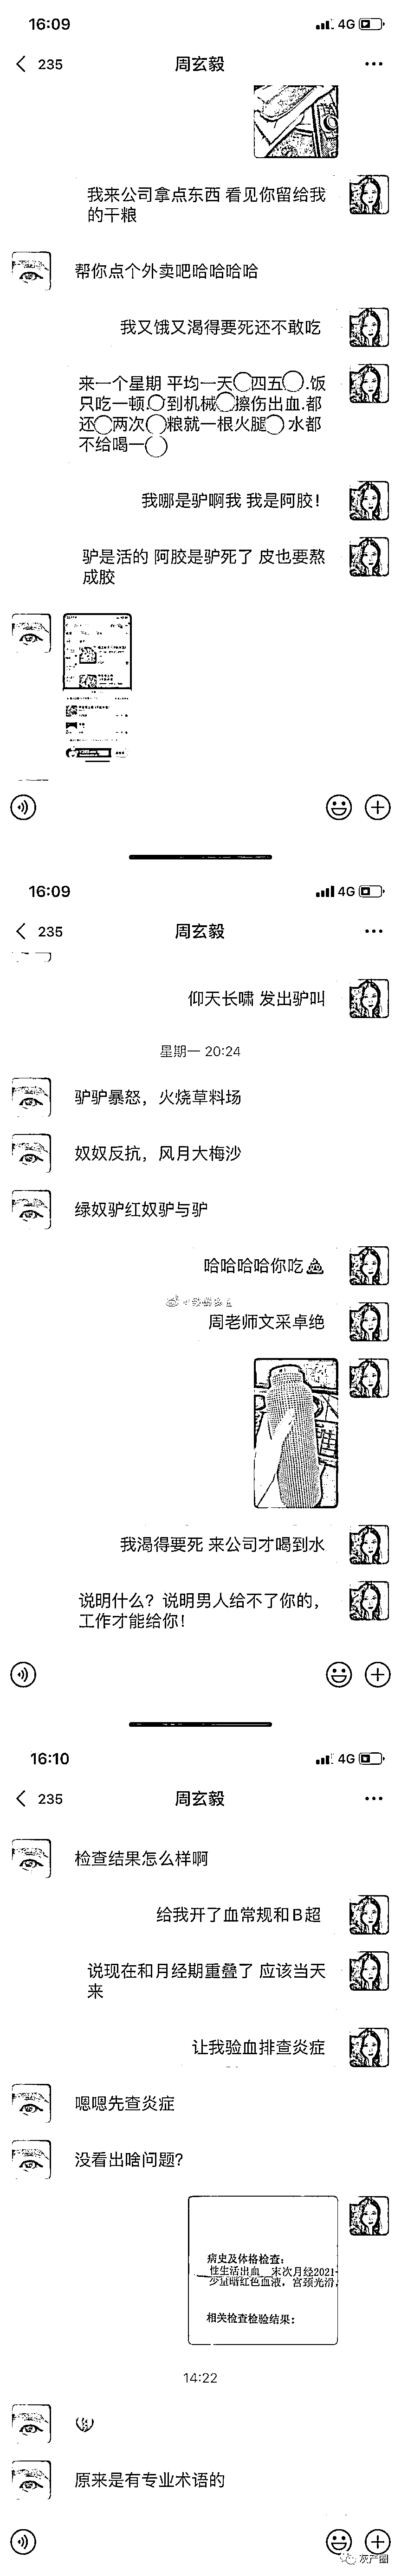 16:09
4G
235
周玄毅
我来公司拿点东西 看见你留给我
的干粮
帮你点个外卖吧哈哈哈哈
我又饿又渴得要死还不敢吃
来一个星期 平均一天 四五 .饭
只吃一顿. 到机械 擦伤出血.都
还 两次 粮就一根火腿 水都
不给喝一
我哪是驴啊我 我是阿胶!
驴是活的 阿胶是驴死了 皮也要熬
成胶
16:09
4G
235
周玄毅
仰天长啸 发出驴叫
星期一 20:24
驴驴暴怒，火烧草料场
奴奴反抗，风月大梅沙
绿奴驴红奴驴与驴
哈哈哈哈你吃💩
周老师文采卓绝
我渴得要死 来公司才喝到水
说明什么？说明男人给不了你的，
工作才能给你!
16:10
4G
235
周玄毅
检查结果怎么样啊
给我开了血常规和B超
说现在和月经期重叠了 应该当天
来
让我验血排查炎症
嗯嗯先查炎症
没看出啥问题?
病史及体格检查：
性生活出血 末次月经2021-
少量暗红色血液，宫颈光滑，
相关检查检验结果：
14:22
原来是有专业术语的
灰产圈